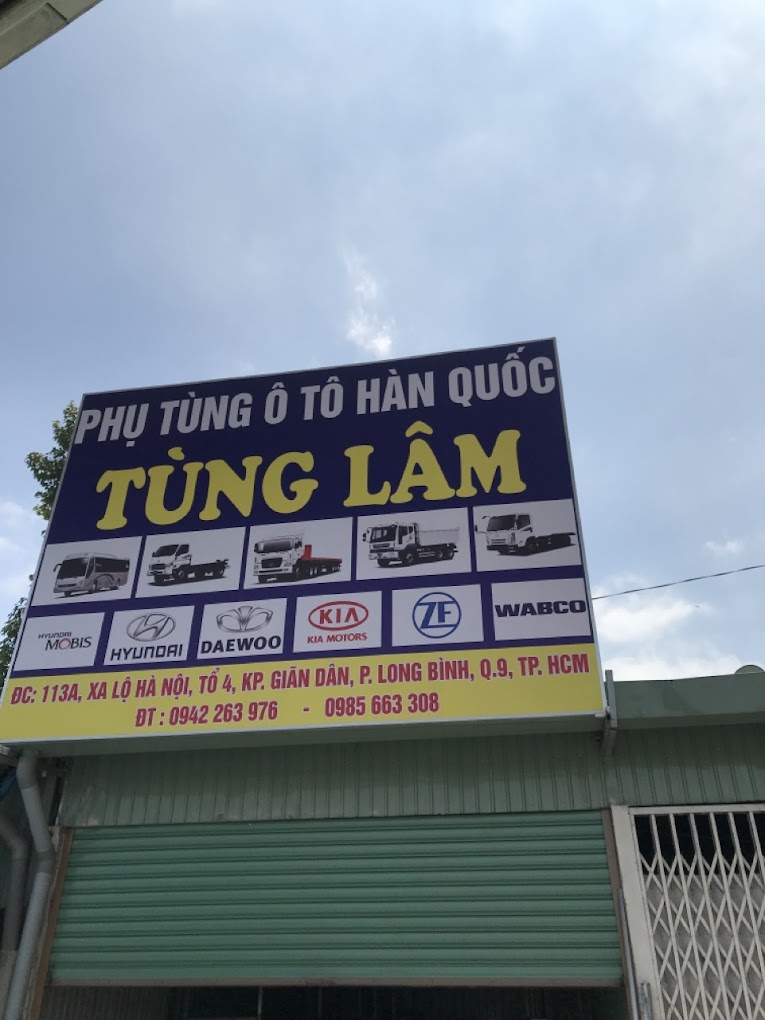 PHỤ TÙNG Ô TÔ HÀN QUỐC
TÙNG LÂM
HYUNDAI MOBIS
HYUNDAI
DAEWOO
KIA
KIA MOTORS
ZF
WABCO
ĐC: 113A, XA LỘ HÀ NỘI, TỔ 4, KP. GIÃN DÂN, P. LONG BÌNH, Q.9, TP. HCM
ĐT : 0942 263 976 - 0985 663 308